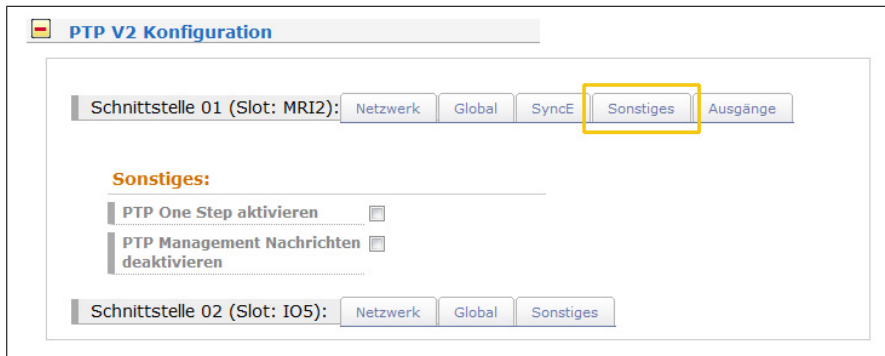 PTP V2 Konfiguration
Schnittstelle 01 (Slot: MRI2): Netzwerk Global SyncE Sonstiges Ausgänge
Sonstiges:
PTP One Step aktivieren
PTP Management Nachrichten
deaktivieren
Schnittstelle 02 (Slot: IO5): Netzwerk Global Sonstiges